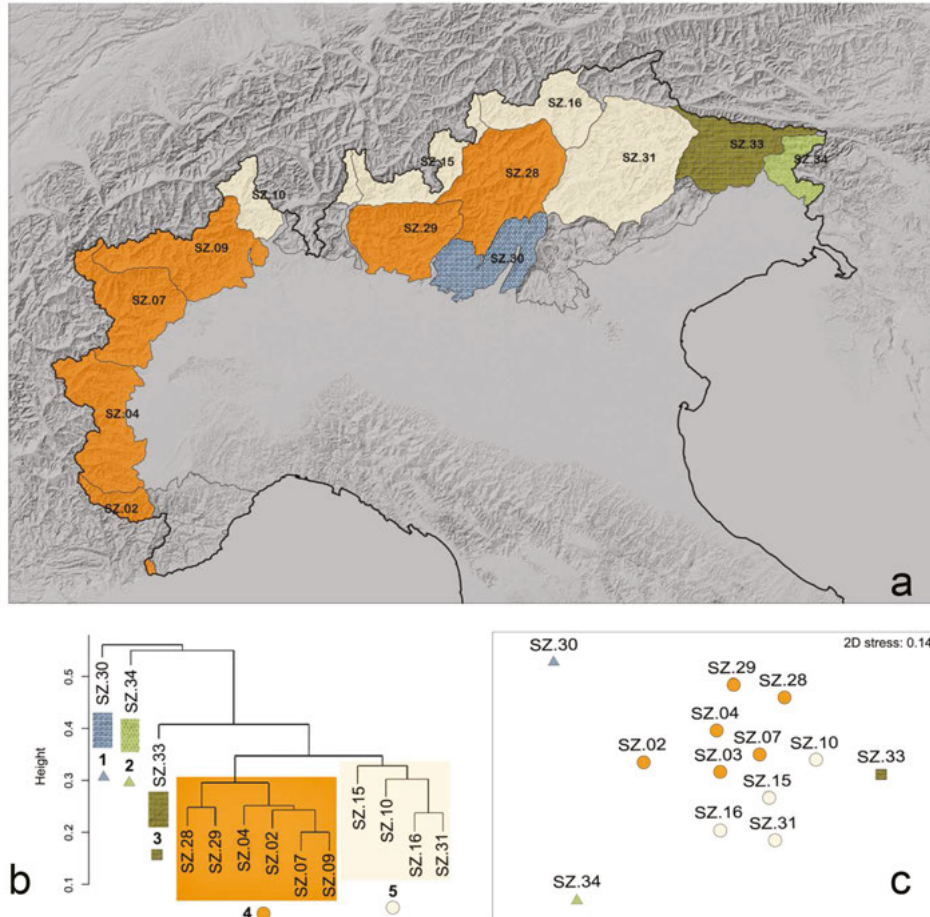 SZ.16
SZ.15
SZ.31
SZ.33
SZ.34
SZ.10
SZ.28
SZ.29
SZ.09
SZ.30
SZ.07
SZ.04
SZ.02
a
Height
0.5
0.4
0.3
0.2
0.1
SZ.30
SZ.34
SZ.33
1
2
3
SZ.28
SZ.29
SZ.04
SZ.02
SZ.07
SZ.09
SZ.15
SZ.10
SZ.16
SZ.31
4
5
b
2D stress: 0.14
SZ.30
SZ.29
SZ.28
SZ.04
SZ.02
SZ.07
SZ.10
SZ.03
SZ.33
SZ.15
SZ.16
SZ.31
SZ.34
c